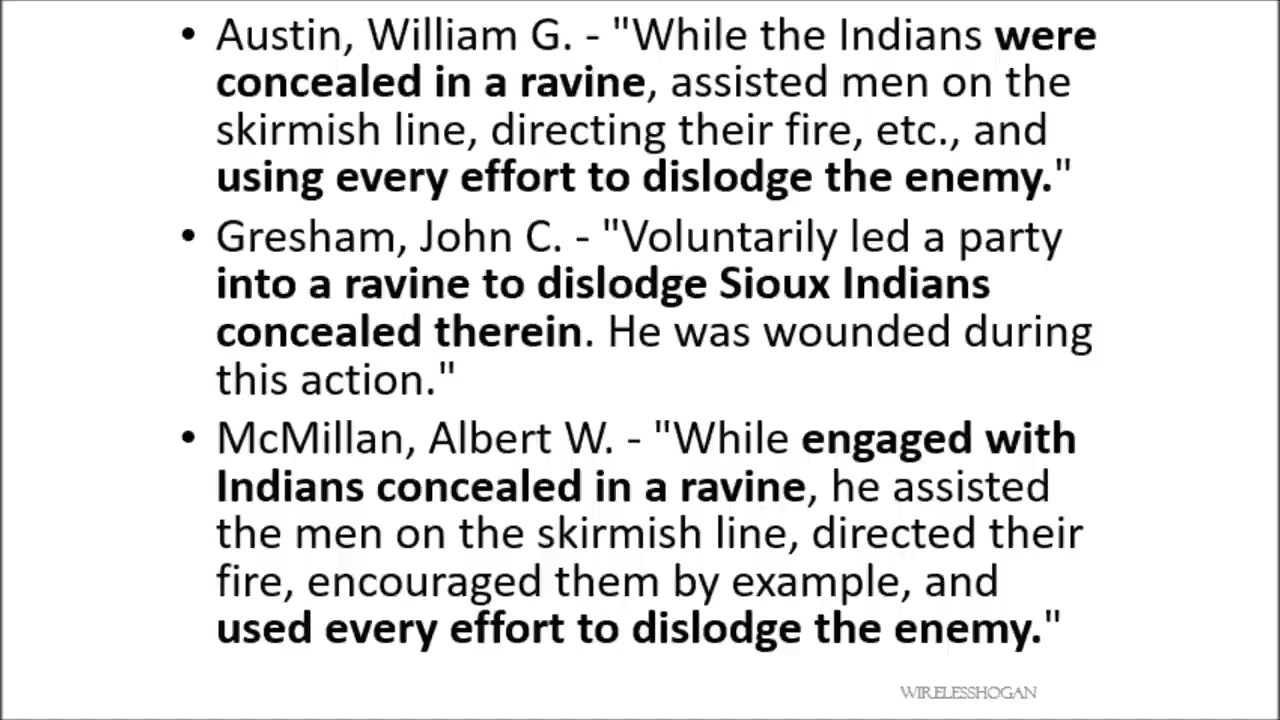 • Austin, William G. - "While the Indians were
concealed in a ravine, assisted men on the
skirmish line, directing their fire, etc., and
using every effort to dislodge the enemy."
• Gresham, John C. - "Voluntarily led a party
into a ravine to dislodge Sioux Indians
concealed therein. He was wounded during
this action."
• McMillan, Albert W. - "While engaged with
Indians concealed in a ravine, he assisted
the men on the skirmish line, directed their
fire, encouraged them by example, and
used every effort to dislodge the enemy."
WIRELESSHOGAN